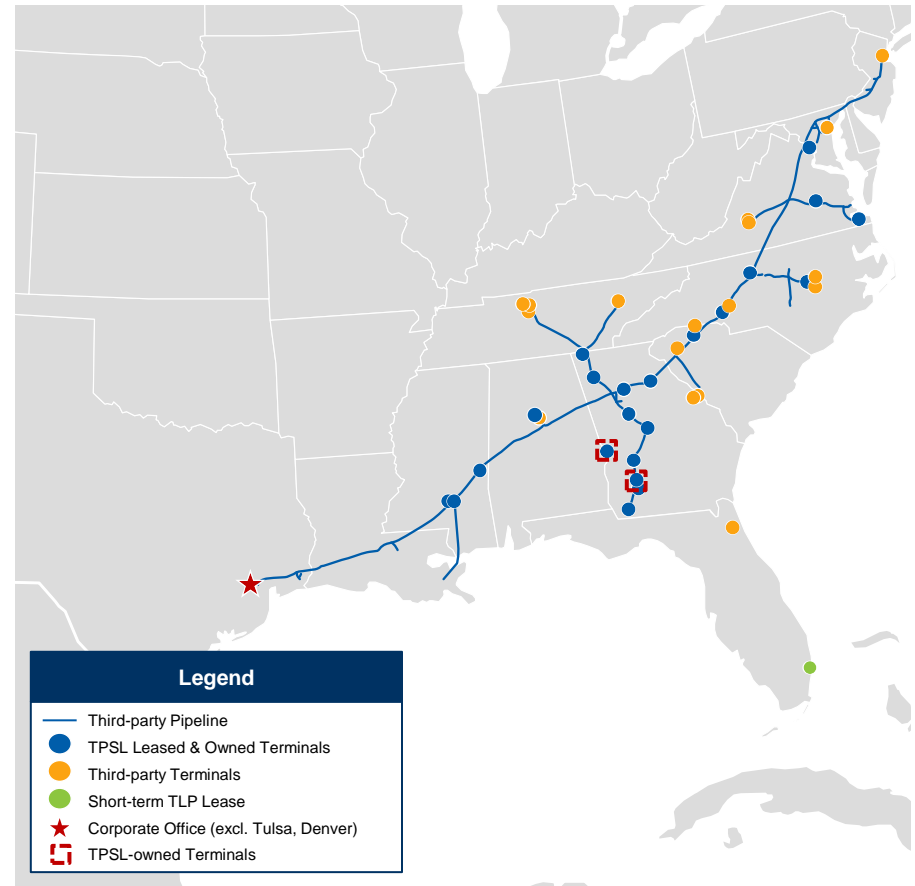 Legend
Third-party Pipeline
TPSL Leased & Owned Terminals
Third-party Terminals
Short-term TLP Lease
Corporate Office (excl. Tulsa, Denver)
TPSL-owned Terminals